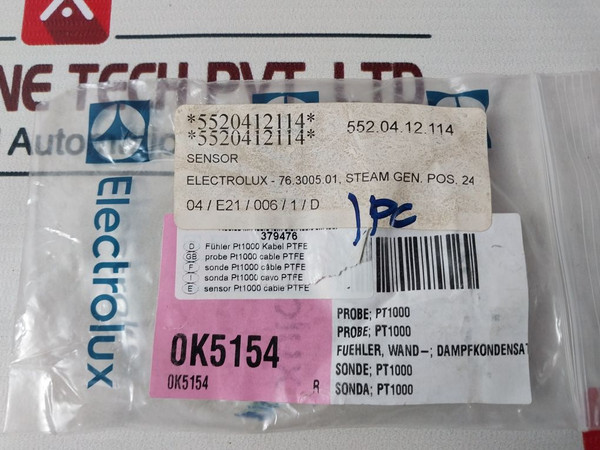 NE TECH PVT. LTD
Automation
Electrolux
*5520412114*
*5520412114*
552.04.12.114
SENSOR
ELECTROLUX - 76.3005.01, STEAM GEN. POS. 24
04 / E21 / 006 / 1 / D
1 PC
379476
D Fühler Pt1000 Kabel PTFE
GB probe Pt1000 cable PTFE
F sonde Pt1000 câble PTFE
I sonda Pt1000 cavo PTFE
E sensor Pt1000 cable PTFE
PROBE; PT1000
PROBE; PT1000
FUEHLER, WAND-; DAMPFKONDENSAT
SONDE; PT1000
SONDA; PT1000
0K5154
0K5154 R